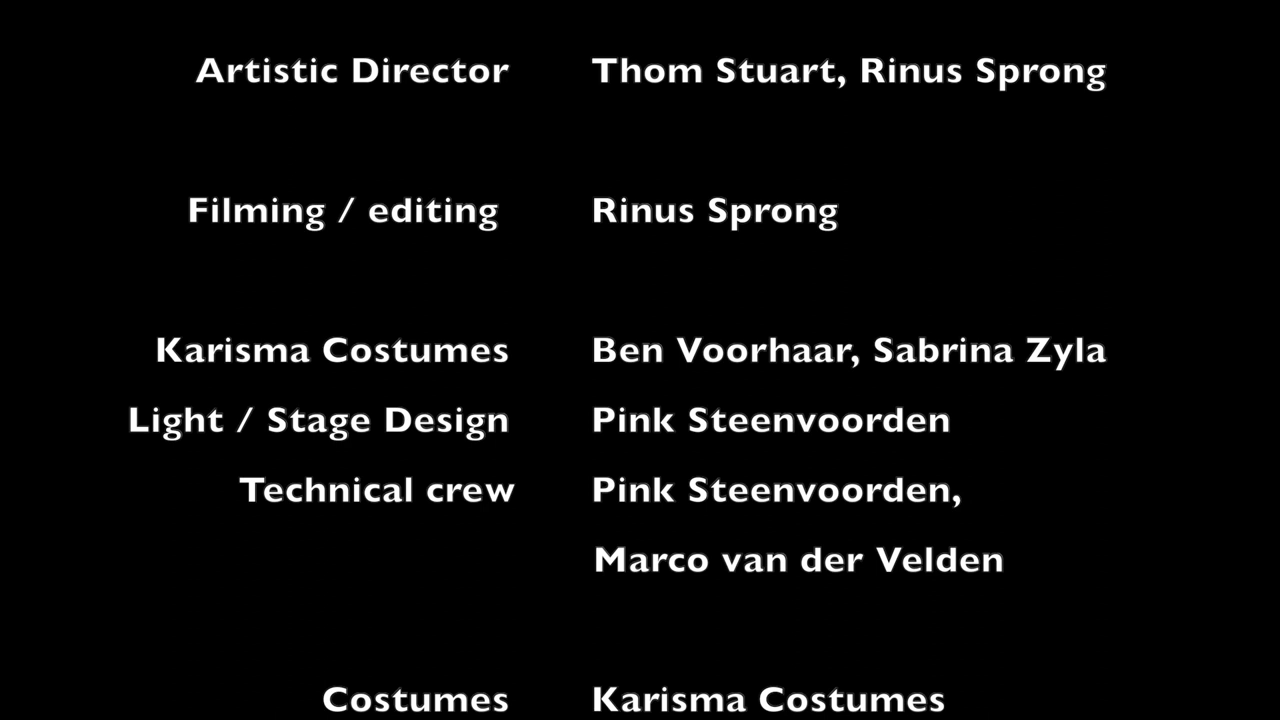 Artistic Director Thom Stuart, Rinus Sprong
Filming / editing Rinus Sprong
Karisma Costumes Ben Voorhaar, Sabrina Zyla
Light / Stage Design Pink Steenvoorden
Technical crew Pink Steenvoorden,
Marco van der Velden
Costumes Karisma Costumes